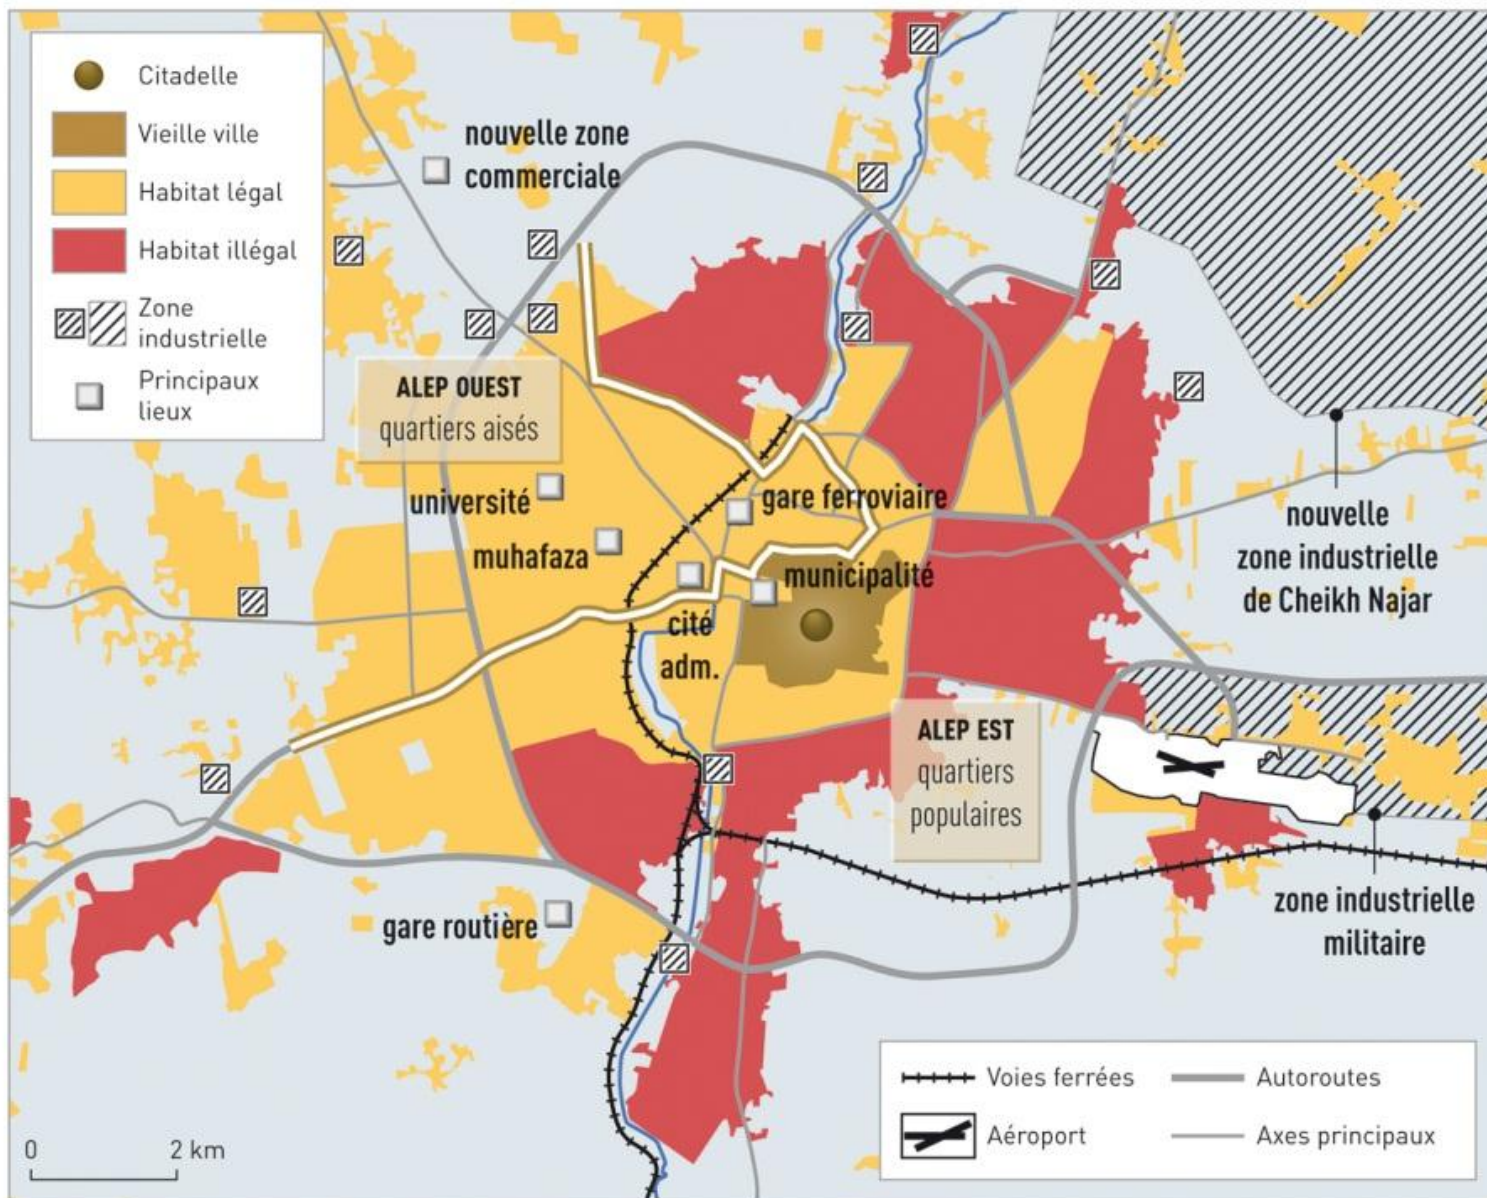 Citadelle
Vieille ville
Habitat légal
Habitat illégal
Zone
industrielle
Principaux
lieux
nouvelle zone
commerciale
ALEP OUEST
quartiers aisés
université
muhafaza
gare ferroviaire
municipalité
cité
adm.
nouvelle
zone industrielle
de Cheikh Najar
ALEP EST
quartiers
populaires
gare routière
zone industrielle
militaire
Voies ferrées
Autoroutes
Aéroport
Axes principaux
0 2 km